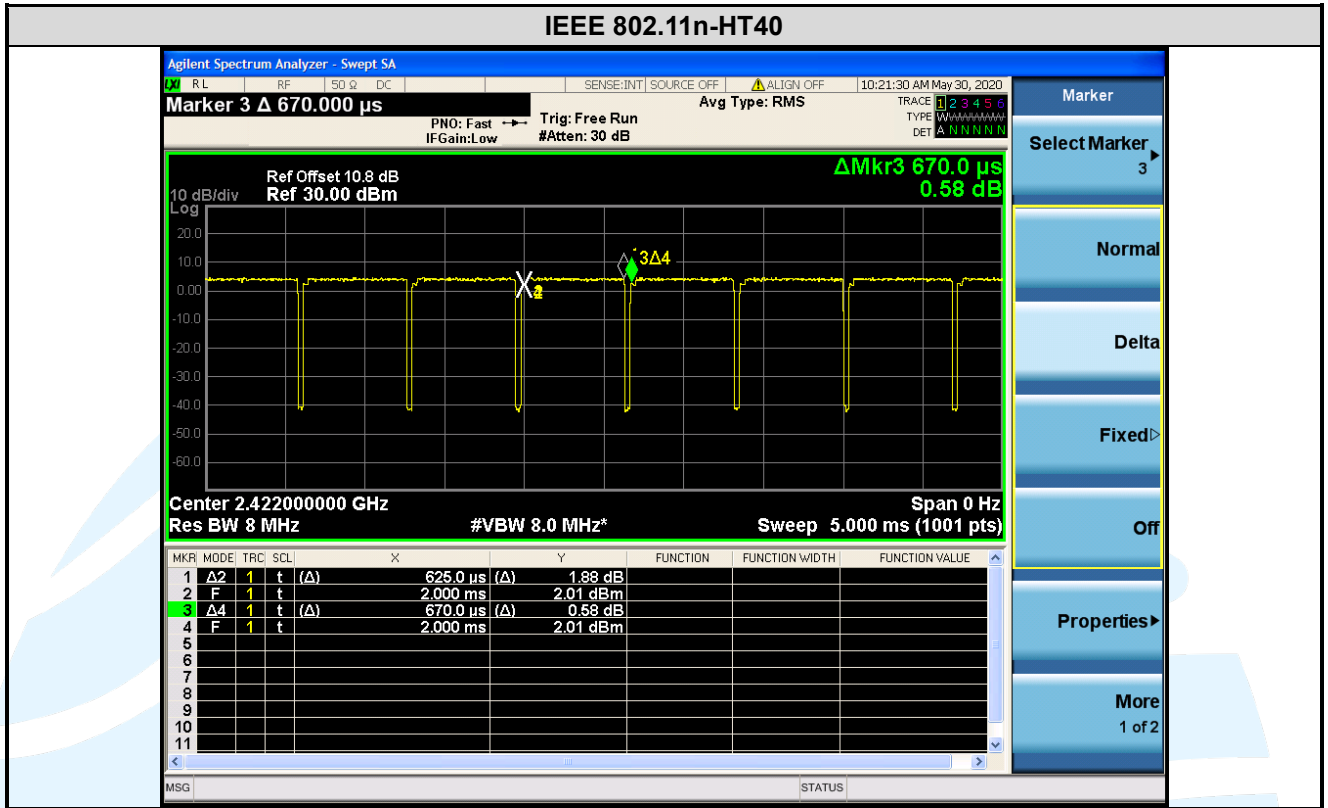 IEEE 802.11n-HT40
Agilent Spectrum Analyzer - Swept SA
LXI RL RF 50 Ω DC SENSE:INT SOURCE OFF ALIGN OFF 10:21:30 AM May 30, 2020
Marker 3 Δ 670.000 µs
PNO: Fast
IFGain:Low
Trig: Free Run
#Atten: 30 dB
Avg Type: RMS
TRACE 1 2 3 4 5 6
TYPE WWWWWW
DET A N N N N N
ΔMkr3 670.0 µs
0.58 dB
Ref Offset 10.8 dB
10 dB/div Ref 30.00 dBm
Log
20.0
10.0
0.00
-10.0
-20.0
-30.0
-40.0
-50.0
-60.0
3Δ4
Center 2.422000000 GHz Span 0 Hz
Res BW 8 MHz #VBW 8.0 MHz* Sweep 5.000 ms (1001 pts)
MKR MODE TRC SCL X Y FUNCTION FUNCTION WIDTH FUNCTION VALUE
1 Δ2 1 t (Δ) 625.0 µs (Δ) 1.88 dB
2 F 1 t 2.000 ms 2.01 dBm
3 Δ4 1 t (Δ) 670.0 µs (Δ) 0.58 dB
4 F 1 t 2.000 ms 2.01 dBm
5
6
7
8
9
10
11
MSG STATUS
Marker
Select Marker
3
Normal
Delta
Fixed
Off
Properties
More
1 of 2